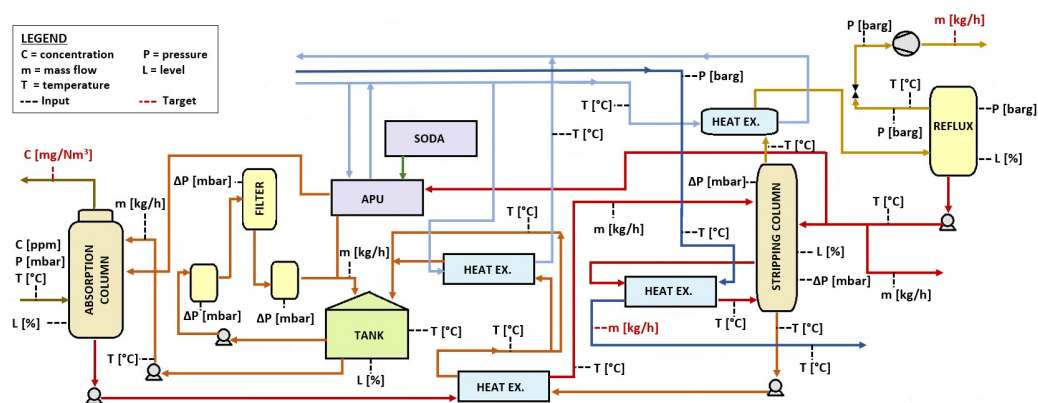 LEGEND
C = concentration P = pressure
m = mass flow L = level
T = temperature
Input Target
P [barg]
m [kg/h]
P [barg]
T [°C]
T [°C]
P [barg]
P [barg]
HEAT EX.
REFLUX
T [°C]
L [%]
SODA
C [mg/Nm³]
ΔP [mbar]
FILTER
APU
T [°C]
ΔP [mbar]
STRIPPING COLUMN
m [kg/h]
T [°C]
T [°C]
m [kg/h]
T [°C]
C [ppm]
P [mbar]
T [°C]
L [%]
ABSORPTION COLUMN
m [kg/h]
HEAT EX.
L [%]
ΔP [mbar]
m [kg/h]
HEAT EX.
ΔP [mbar]
ΔP [mbar]
T [°C]
m [kg/h]
T [°C]
TANK
T [°C]
T [°C]
T [°C]
T [°C]
L [%]
HEAT EX.
T [°C]
T [°C]